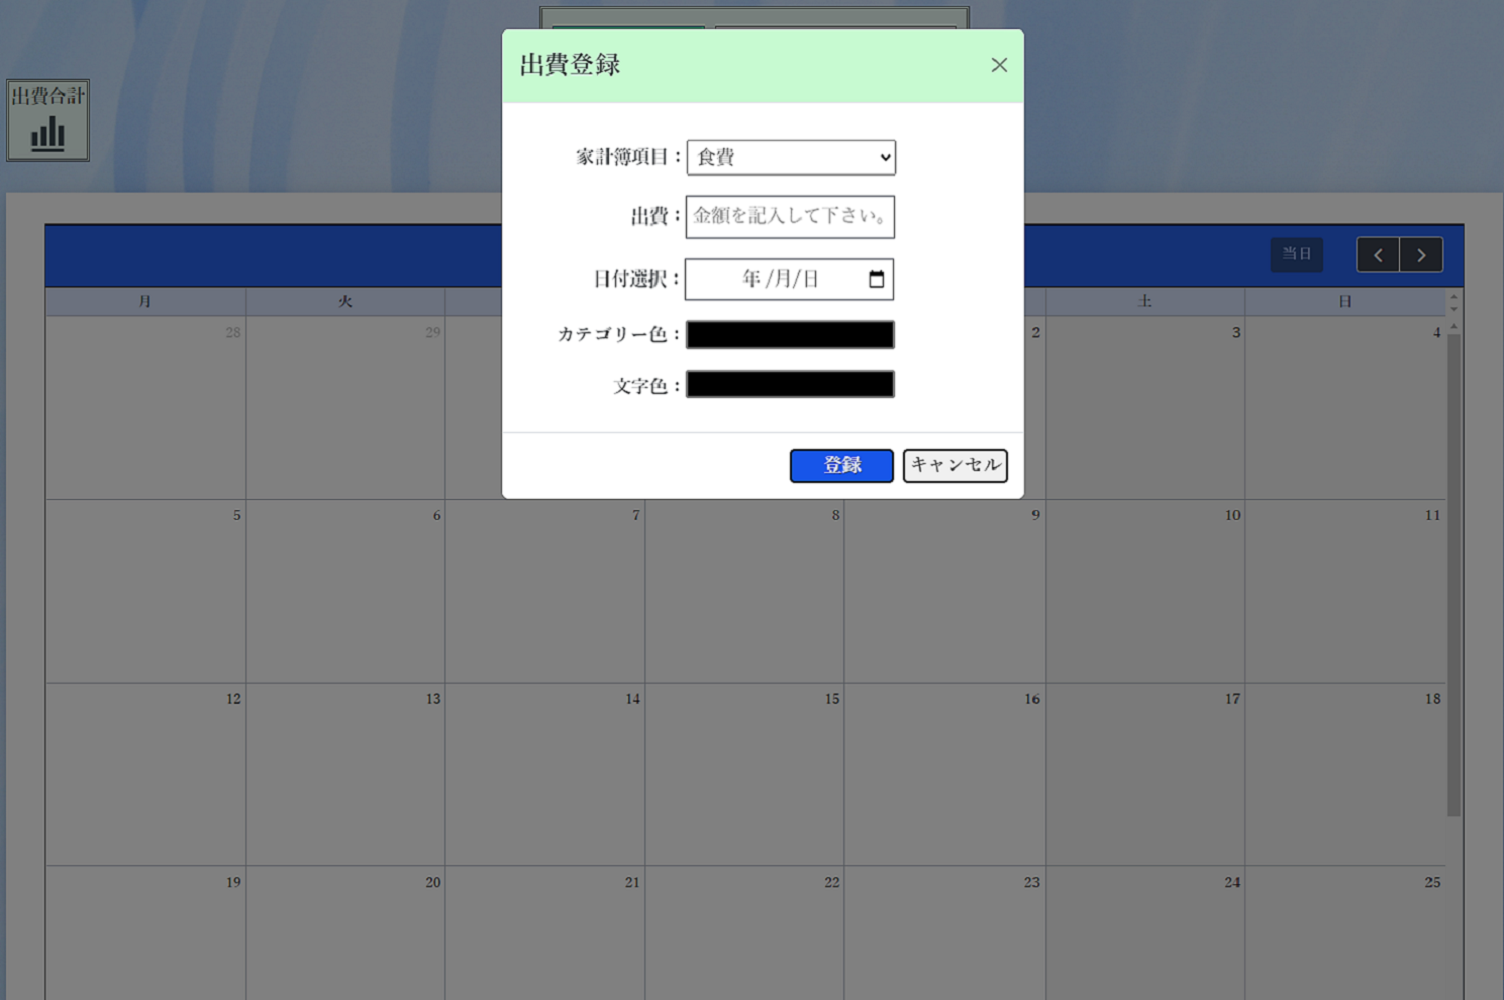 出費登録
出費合計
家計簿項目：
食費
出費：
金額を記入して下さい。
日付選択：
年 /月/日
カテゴリー色：
文字色：
登録
キャンセル
当日
月 火 土 日
28 29 2 3 4
5 6 7 8 9 10 11
12 13 14 15 16 17 18
19 20 21 22 23 24 25